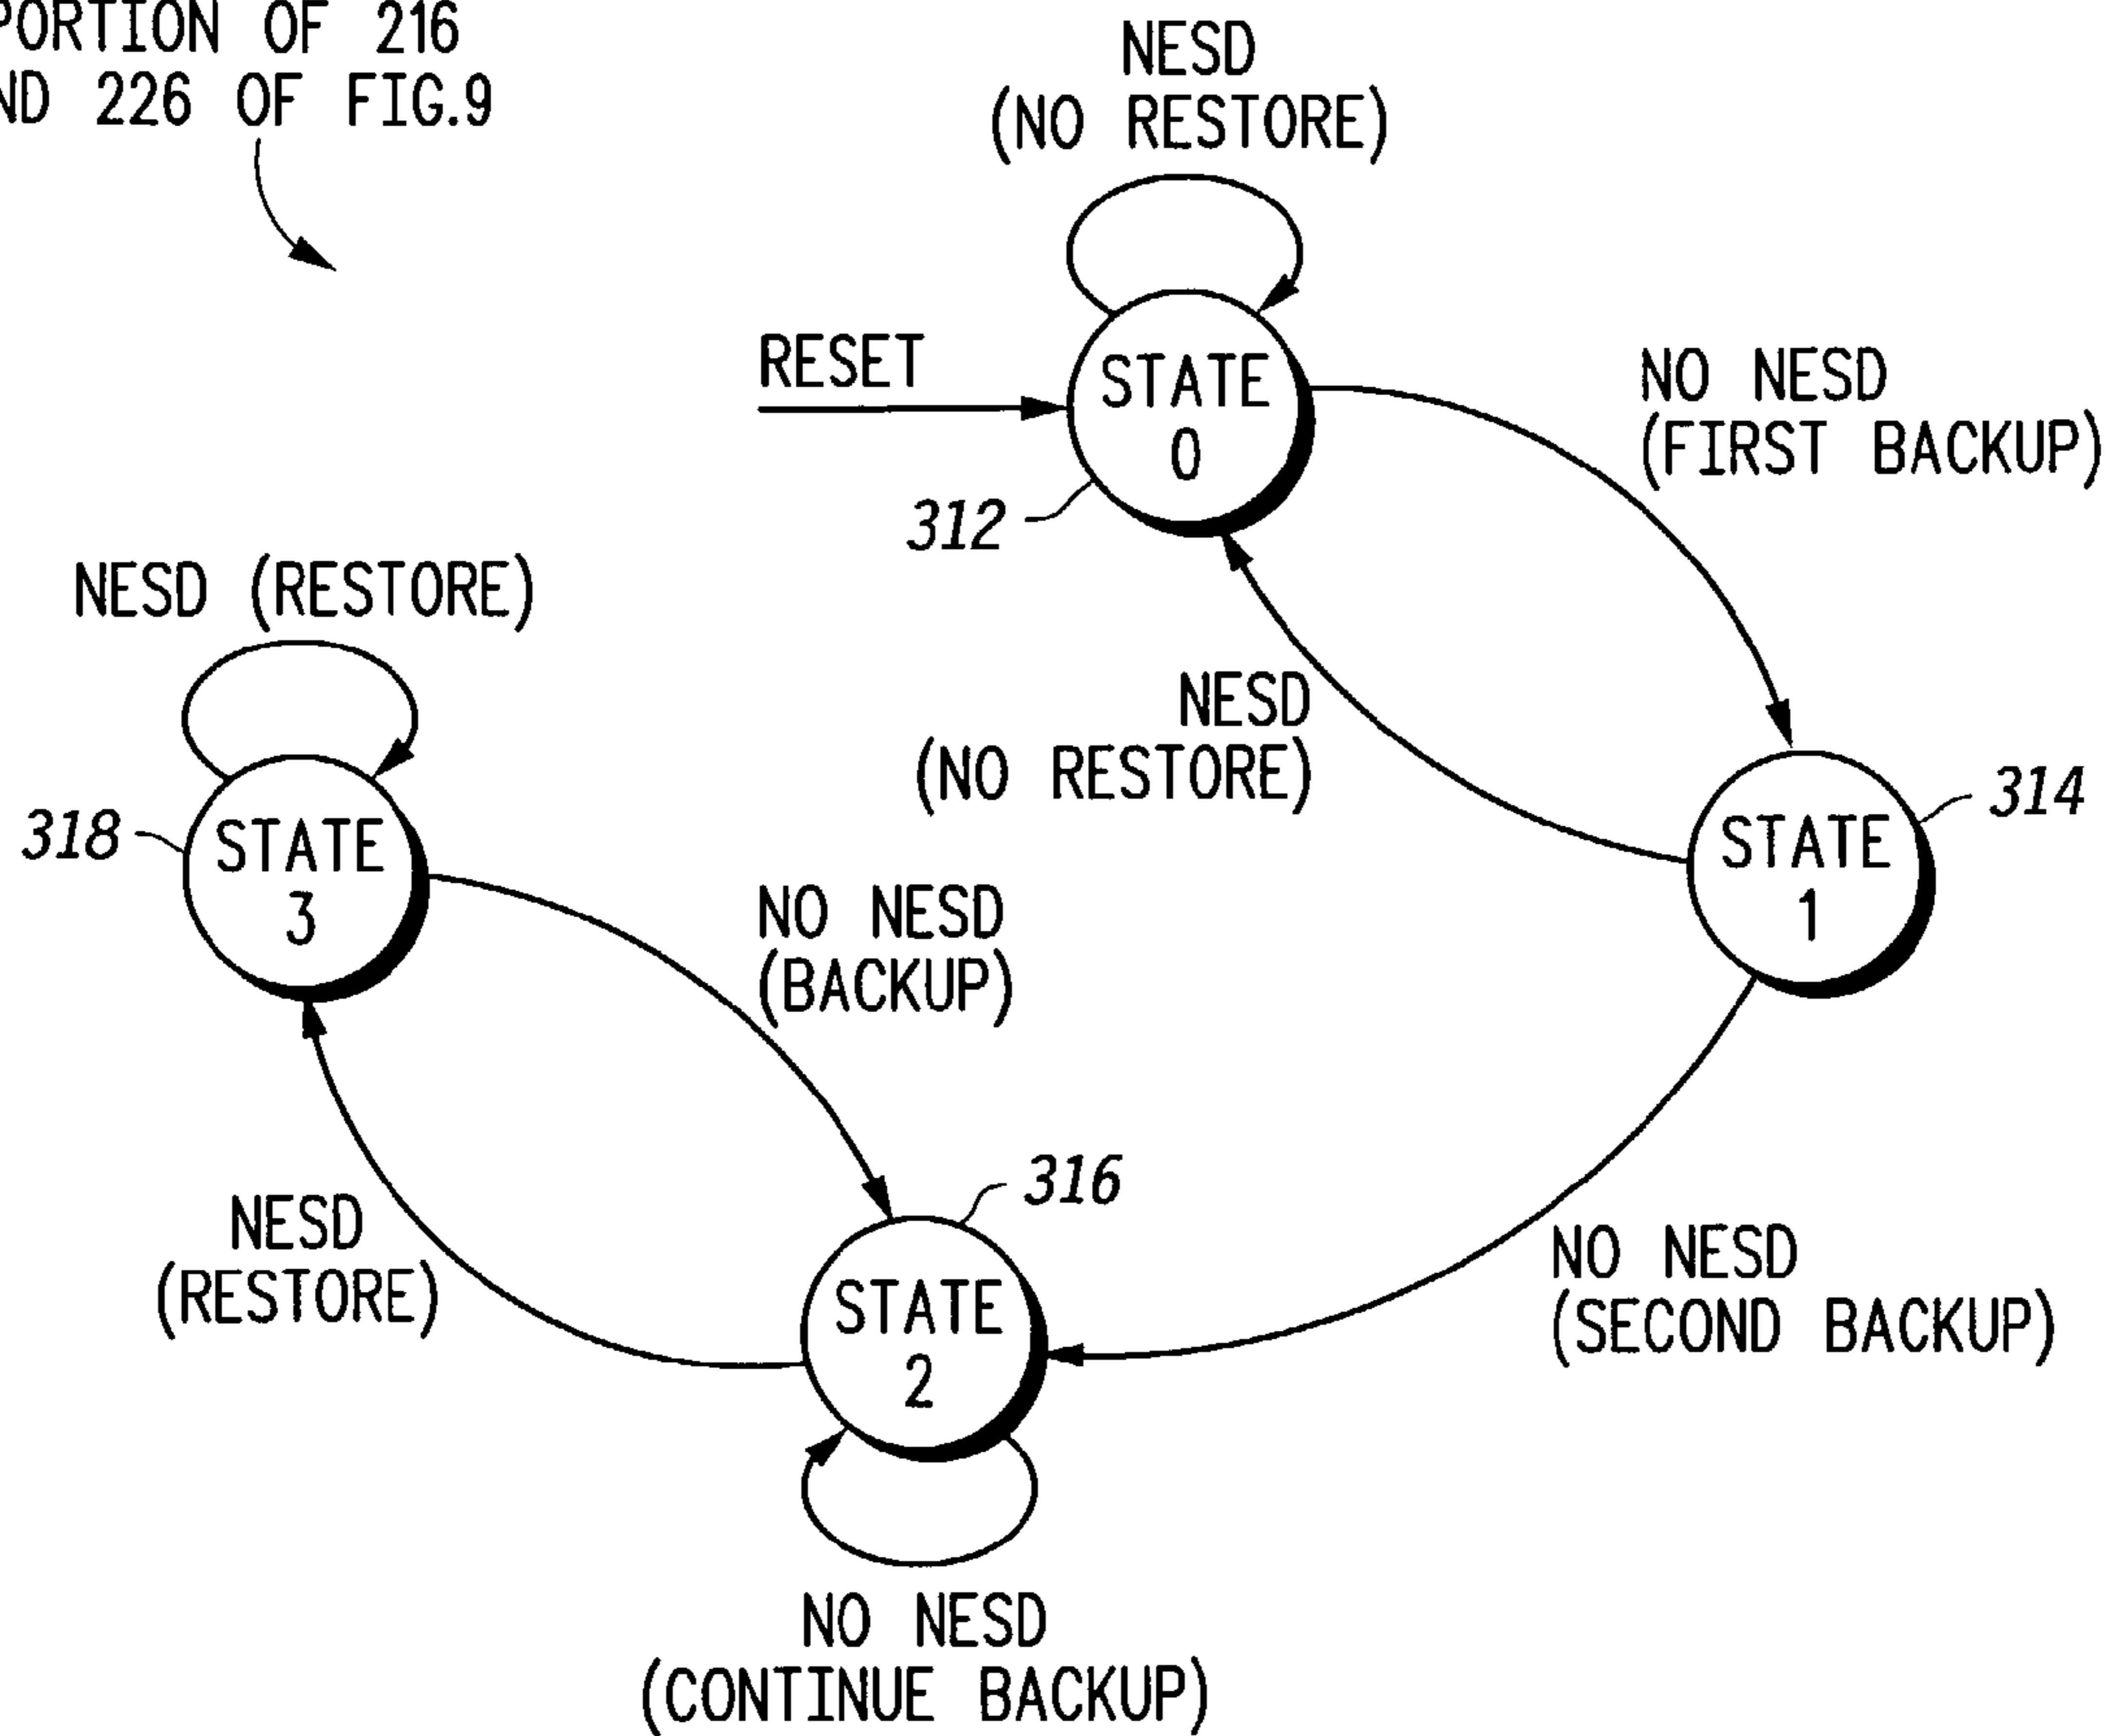 PORTION OF 216
ND 226 OF FIG.9
NESD
(NO RESTORE)
RESET
STATE
0
NO NESD
(FIRST BACKUP)
312
NESD (RESTORE)
NESD
(NO RESTORE)
314
318
STATE
3
STATE
1
NO NESD
(BACKUP)
316
NESD
(RESTORE)
STATE
2
NO NESD
(SECOND BACKUP)
NO NESD
(CONTINUE BACKUP)